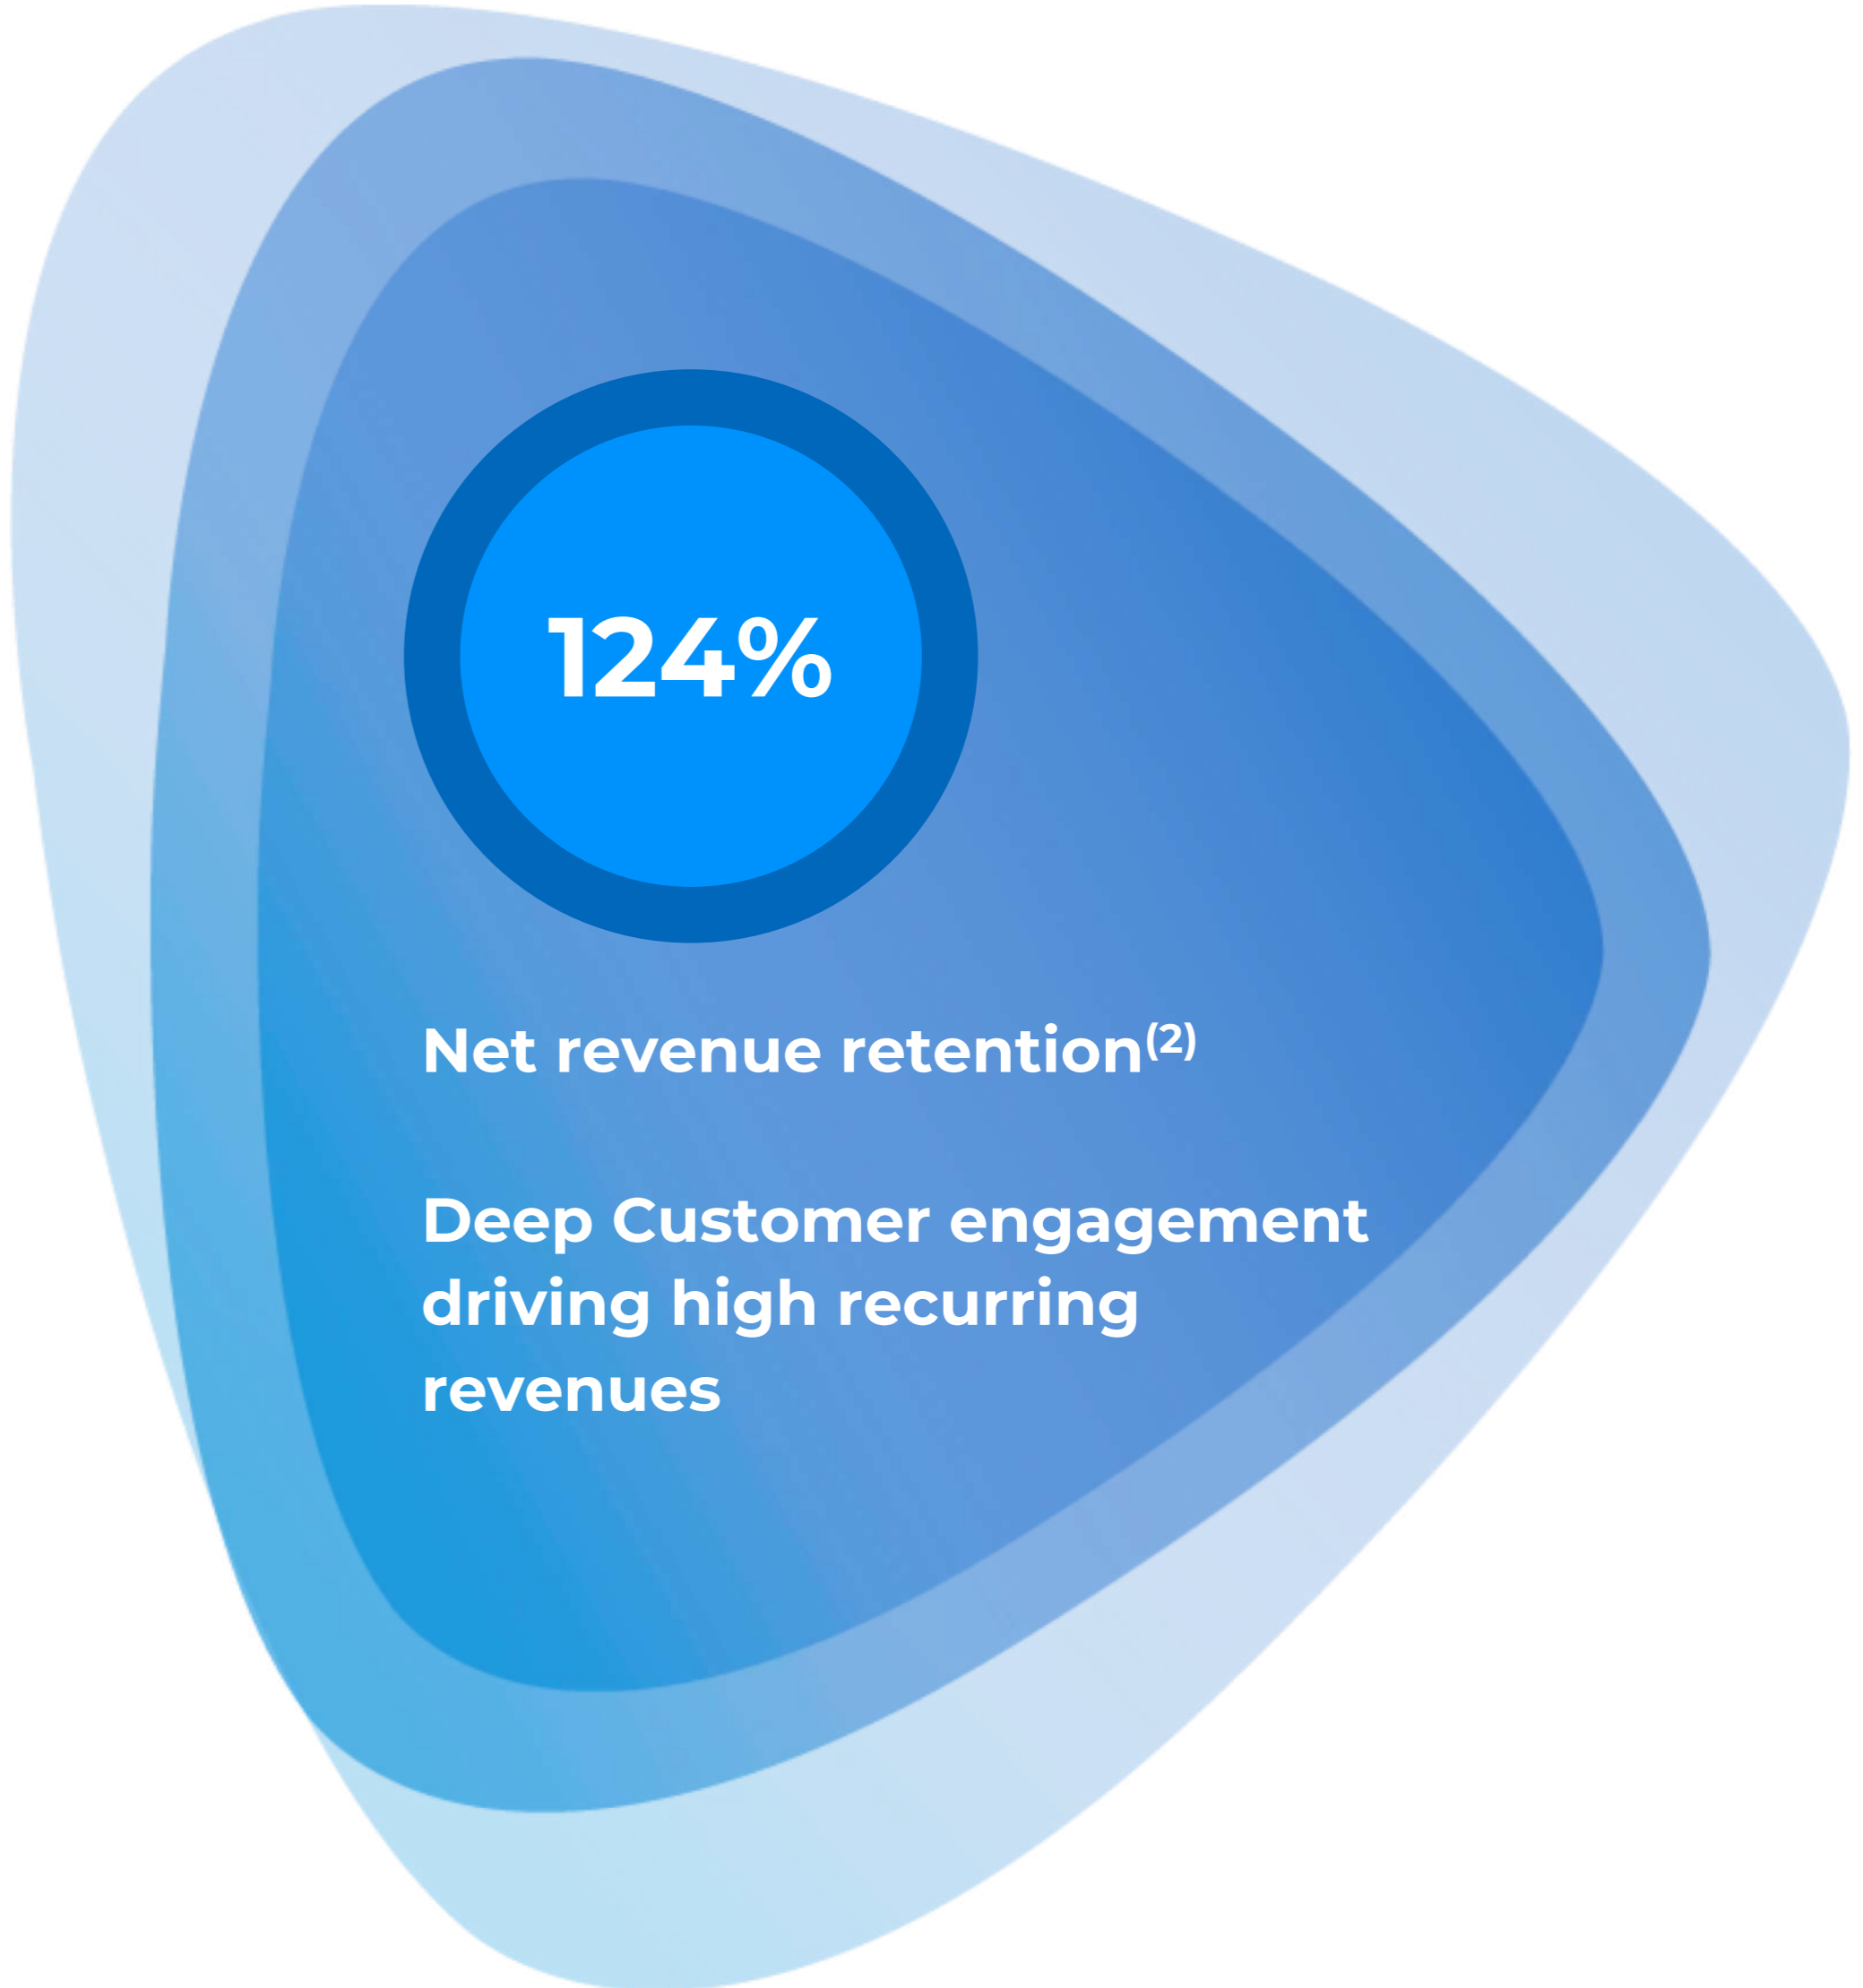 124%
Net revenue retention(2)
Deep Customer engagement
driving high recurring
revenues